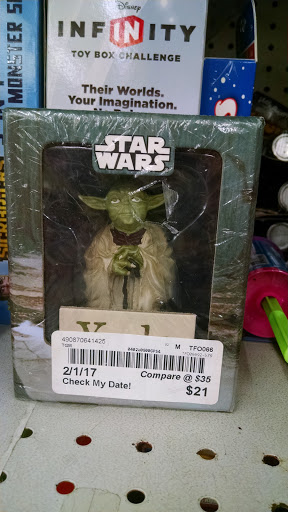 Disney
INFINITY
TOY BOX CHALLENGE
Their Worlds.
Your Imagination.
MONSTER
STAR
WARS
490870641425
M TFO068
2/1/17
Compare @ $35
Check My Date!
$21